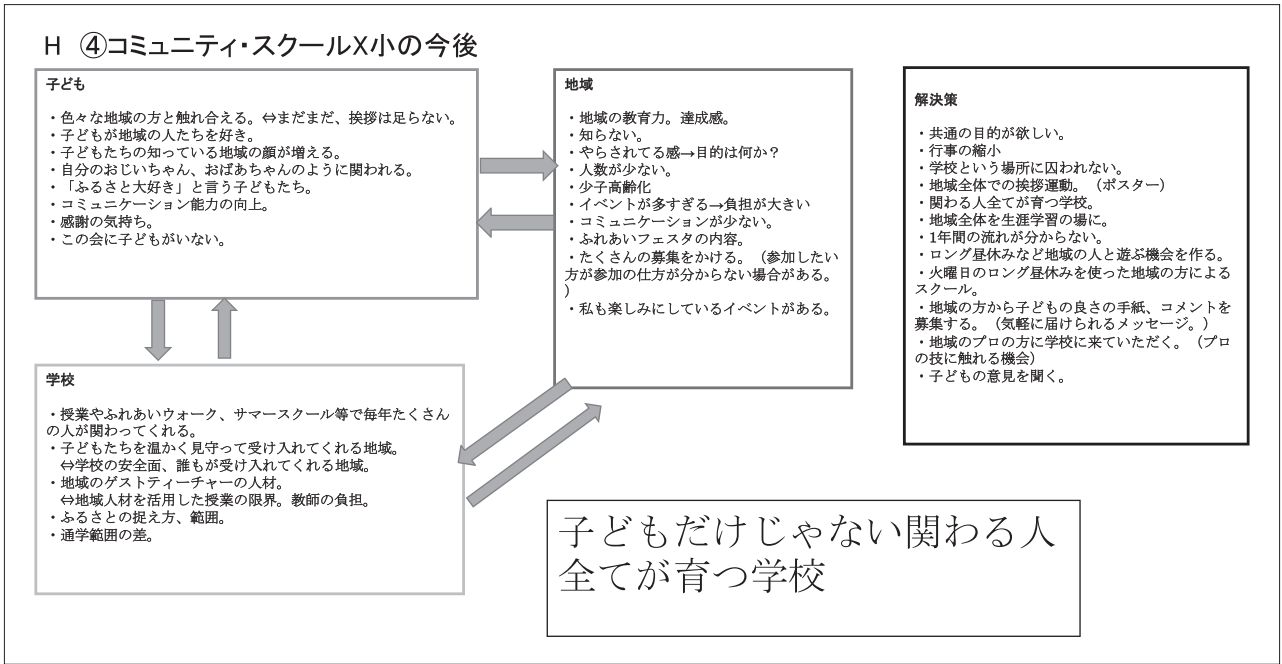 H ④コミュニティ・スクールX小の今後
子ども
・色々な地域の方と触れ合える。⇔まだまだ、挨拶は足らない。
・子どもが地域の人たちを好き。
・子どもたちの知っている地域の顔が増える。
・自分のおじいちゃん、おばあちゃんのように関われる。
・「ふるさと大好き」と言う子どもたち。
・コミュニケーション能力の向上。
・感謝の気持ち。
・この会に子どもがいない。
地域
・地域の教育力。達成感。
・知らない。
・やらされてる感→目的は何か？
・人数が少ない。
・少子高齢化
・イベントが多すぎる→負担が大きい
・コミュニケーションが少ない。
・ふれあいフェスタの内容。
・たくさんの募集をかける。（参加したい
方が参加の仕方が分からない場合がある。
）
・私も楽しみにしているイベントがある。
解決策
・共通の目的が欲しい。
・行事の縮小
・学校という場所に囚われない。
・地域全体での挨拶運動。（ポスター）
・関わる人全てが育つ学校。
・地域全体を生涯学習の場に。
・1年間の流れが分からない。
・ロング昼休みなど地域の人と遊ぶ機会を作る。
・火曜日のロング昼休みを使った地域の方による
スクール。
・地域の方から子どもの良さの手紙、コメントを
募集する。（気軽に届けられるメッセージ。）
・地域のプロの方に学校に来ていただく。（プロ
の技に触れる機会）
・子どもの意見を聞く。
学校
・授業やふれあいウォーク、サマースクール等で毎年たくさん
の人が関わってくれる。
・子どもたちを温かく見守って受け入れてくれる地域。
⇔学校の安全面、誰もが受け入れてくれる地域。
・地域のゲストティーチャーの人材。
⇔地域人材を活用した授業の限界。教師の負担。
・ふるさとの捉え方、範囲。
・通学範囲の差。
子どもだけじゃない関わる人
全てが育つ学校